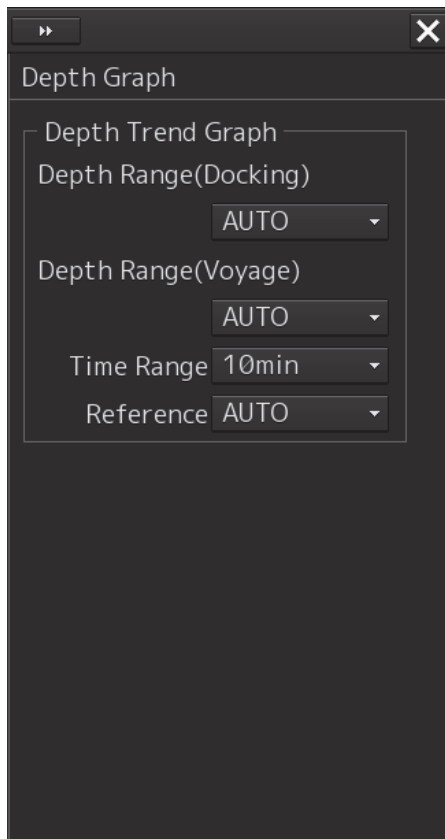 Depth Graph
Depth Trend Graph
Depth Range(Docking)
AUTO
Depth Range(Voyage)
AUTO
Time Range 10min
Reference AUTO